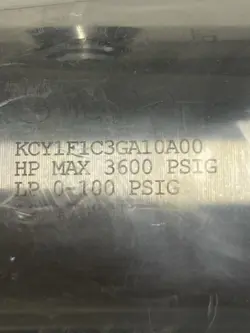 KCY1F1C3GA10A00
HP MAX 3600 PSIG
LP 0-100 PSIG